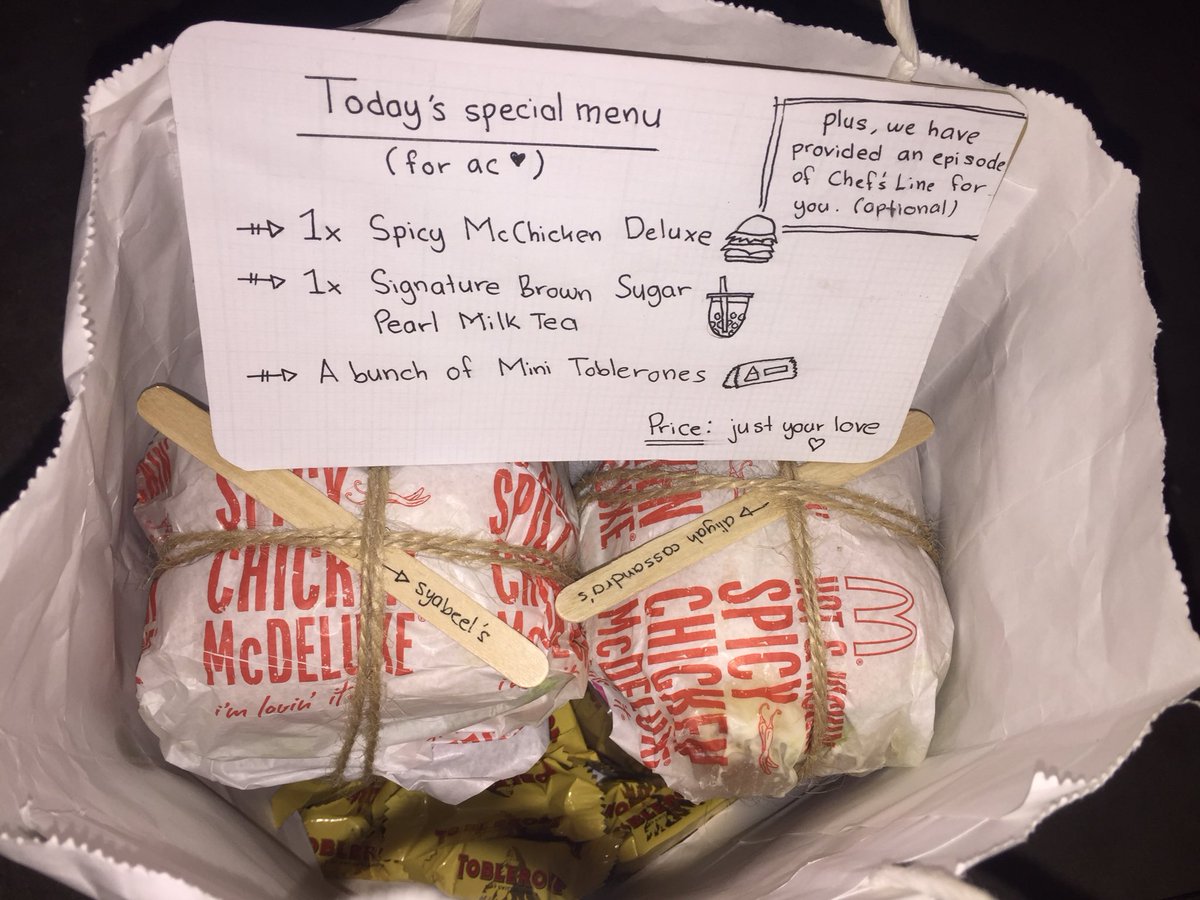 Today's special menu
(for ac ♥)
1x Spicy McChicken Deluxe
1x Signature Brown Sugar
Pearl Milk Tea
A bunch of Mini Toblerones
Price: just your love
plus, we have
provided an episode
of Chef's Line for
you. (optional)
SPICY
CHICK
McDELUXE
i'm lovin' it
SPICY
syabeel's
aliyah cassandra's
SPICY
CHICKEN
McDELUXE
TOBLERONE